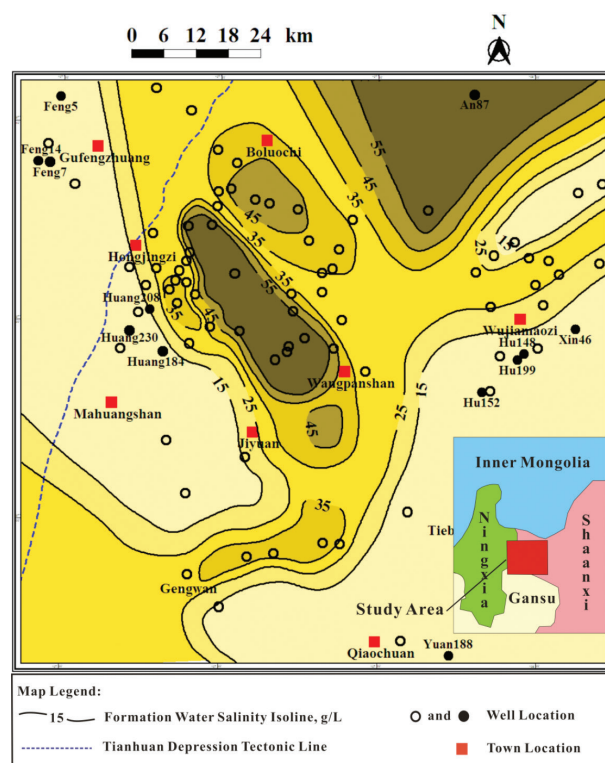 0 6 12 18 24 km
N
Feng5
An87
Feng14
Gufengzhuang
Feng7
Boluochi
55
45
35
45
35
15
25
Hongjingzi
35
55
Huang208
45
35
Wujiamaozi
Huang230
Hu148
Xin46
Huang184
Hu199
Wangpanshan
15
25
15
Hu152
25
Mahuangshan
45
Jiyuan
Inner Mongolia
35
Tieb
Ningxia
Shaanxi
Gengwan
Study Area
Gansu
Qiaochuan
Yuan188
Map Legend:
15 Formation Water Salinity Isoline, g/L
and Well Location
Tianhuan Depression Tectonic Line
Town Location